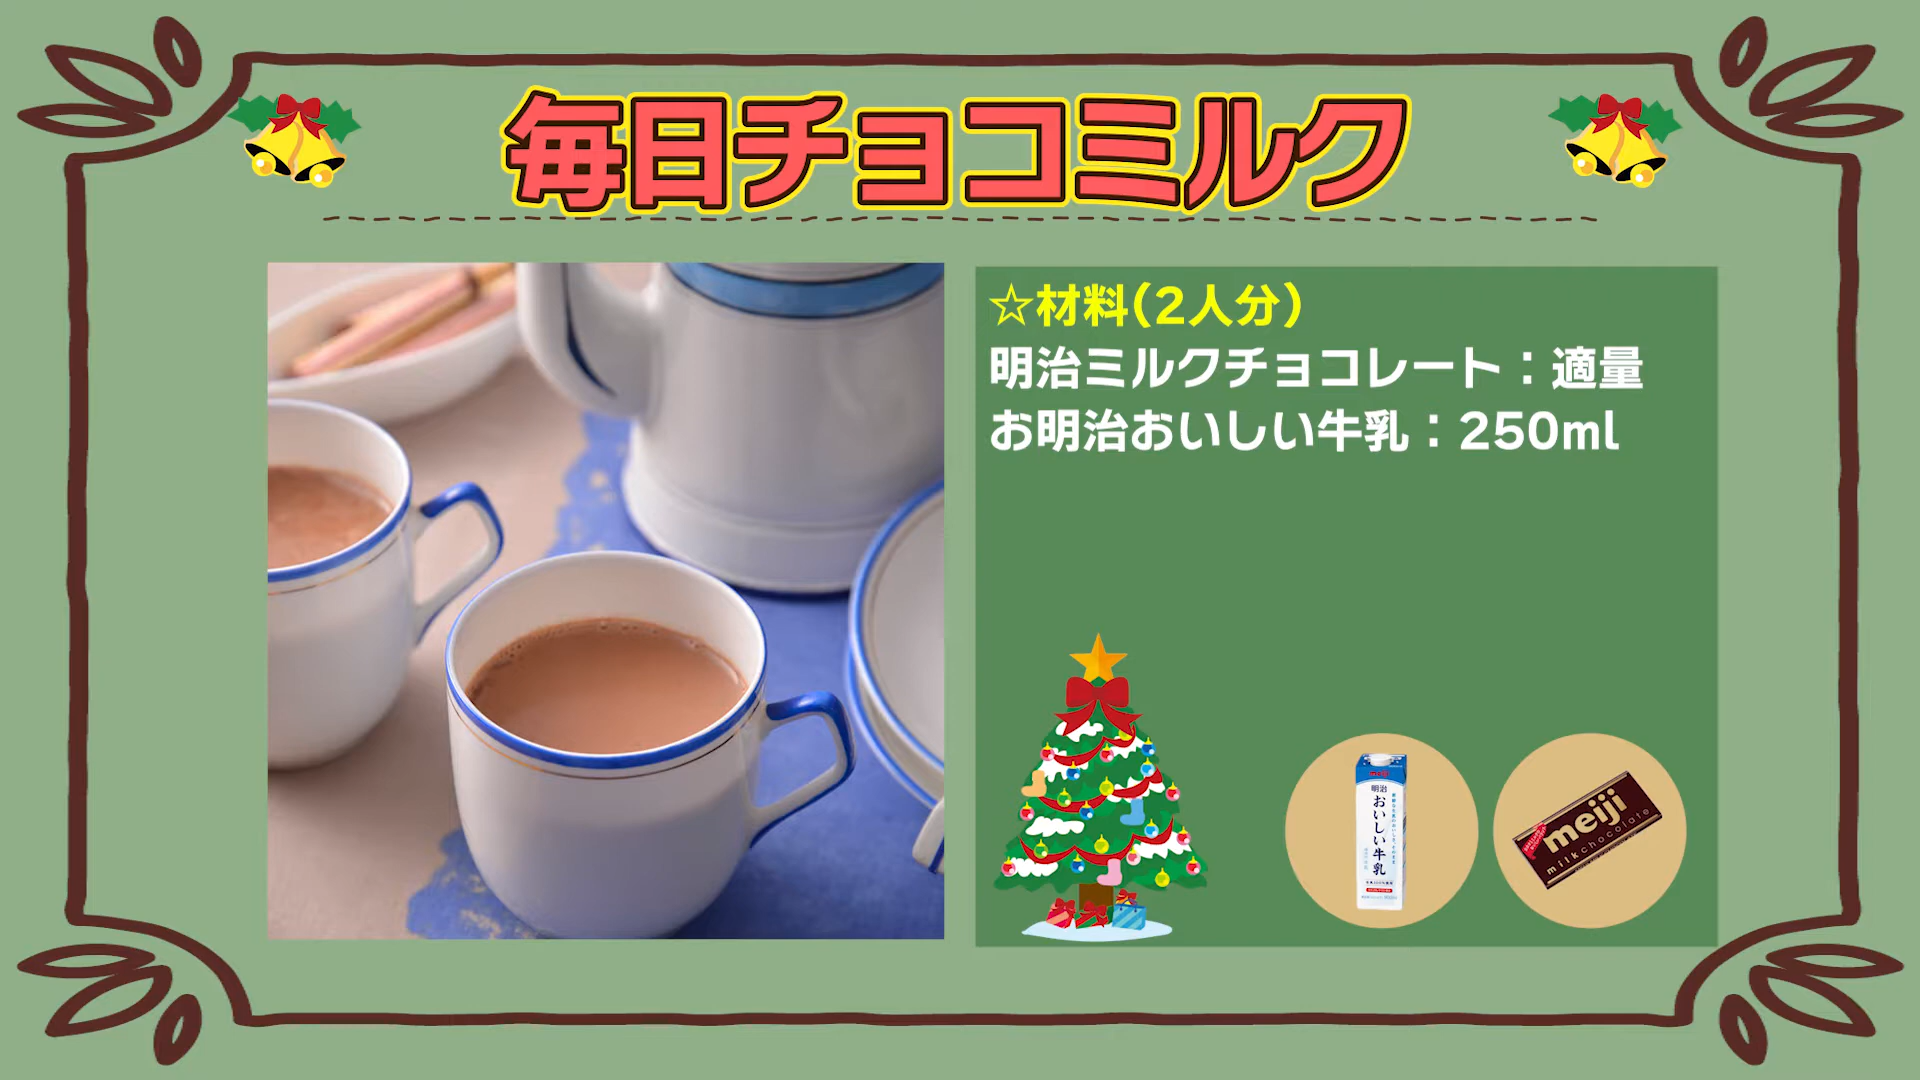 毎日チョコミルク
☆材料(2人分)
明治ミルクチョコレート：適量
お明治おいしい牛乳：250ml
明治
おいしい牛乳
meiji
milkchocolate